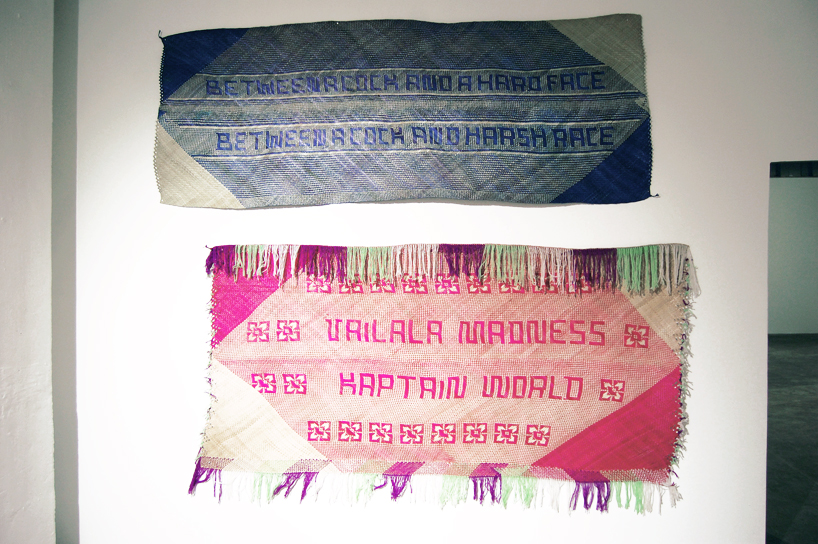 BETWEEN A COCK AND A HARD FACE
BETWEEN A COCK AND HARSH RACE
VAILALA MADNESS
KAPTAIN WORLD